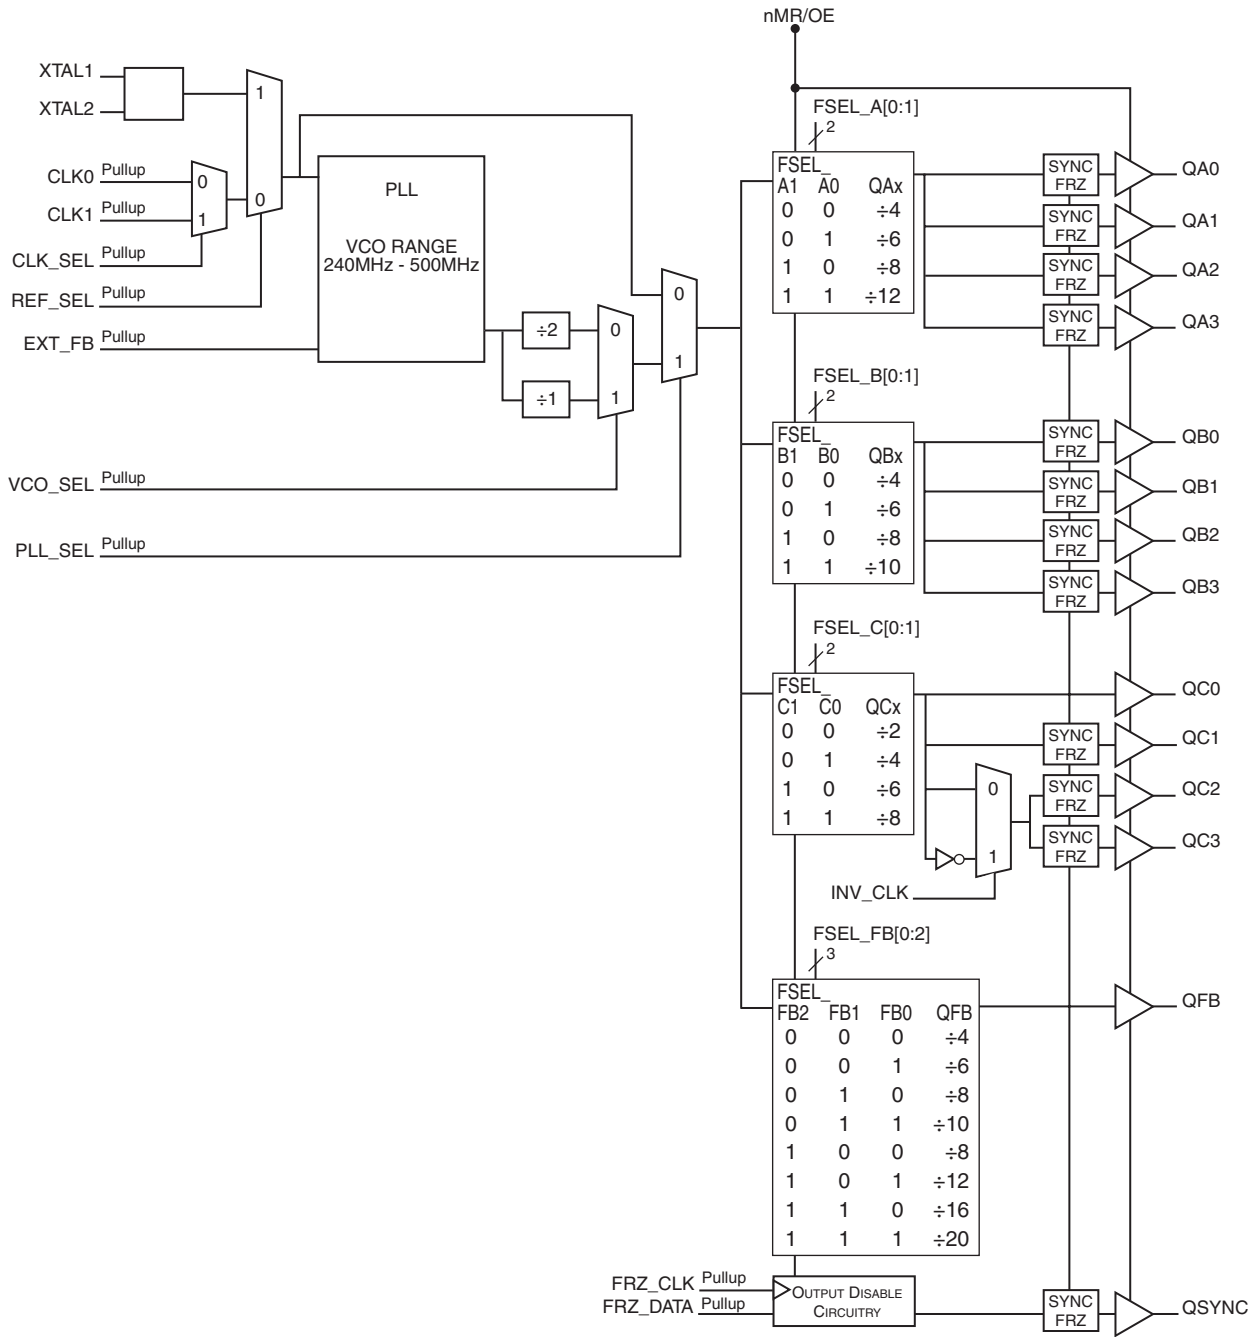 nMR/OE
XTAL1
XTAL2
1
0
CLK0 Pullup
CLK1 Pullup
0
1
CLK_SEL Pullup
REF_SEL Pullup
EXT_FB Pullup
PLL
VCO RANGE
240MHz - 500MHz
÷2
÷1
0
1
0
1
VCO_SEL Pullup
PLL_SEL Pullup
FSEL_A[0:1]
2
FSEL_
A1 A0 QAx
0 0 ÷4
0 1 ÷6
1 0 ÷8
1 1 ÷12
SYNC
FRZ
QA0
SYNC
FRZ
QA1
SYNC
FRZ
QA2
SYNC
FRZ
QA3
FSEL_B[0:1]
2
FSEL_
B1 B0 QBx
0 0 ÷4
0 1 ÷6
1 0 ÷8
1 1 ÷10
SYNC
FRZ
QB0
SYNC
FRZ
QB1
SYNC
FRZ
QB2
SYNC
FRZ
QB3
FSEL_C[0:1]
2
FSEL_
C1 C0 QCx
0 0 ÷2
0 1 ÷4
1 0 ÷6
1 1 ÷8
QC0
SYNC
FRZ
QC1
0
1
SYNC
FRZ
QC2
SYNC
FRZ
QC3
INV_CLK
FSEL_FB[0:2]
3
FSEL_
FB2 FB1 FB0 QFB
0 0 0 ÷4
0 0 1 ÷6
0 1 0 ÷8
0 1 1 ÷10
1 0 0 ÷8
1 0 1 ÷12
1 1 0 ÷16
1 1 1 ÷20
QFB
FRZ_CLK Pullup
FRZ_DATA Pullup
OUTPUT DISABLE
CIRCUITRY
SYNC
FRZ
QSYNC